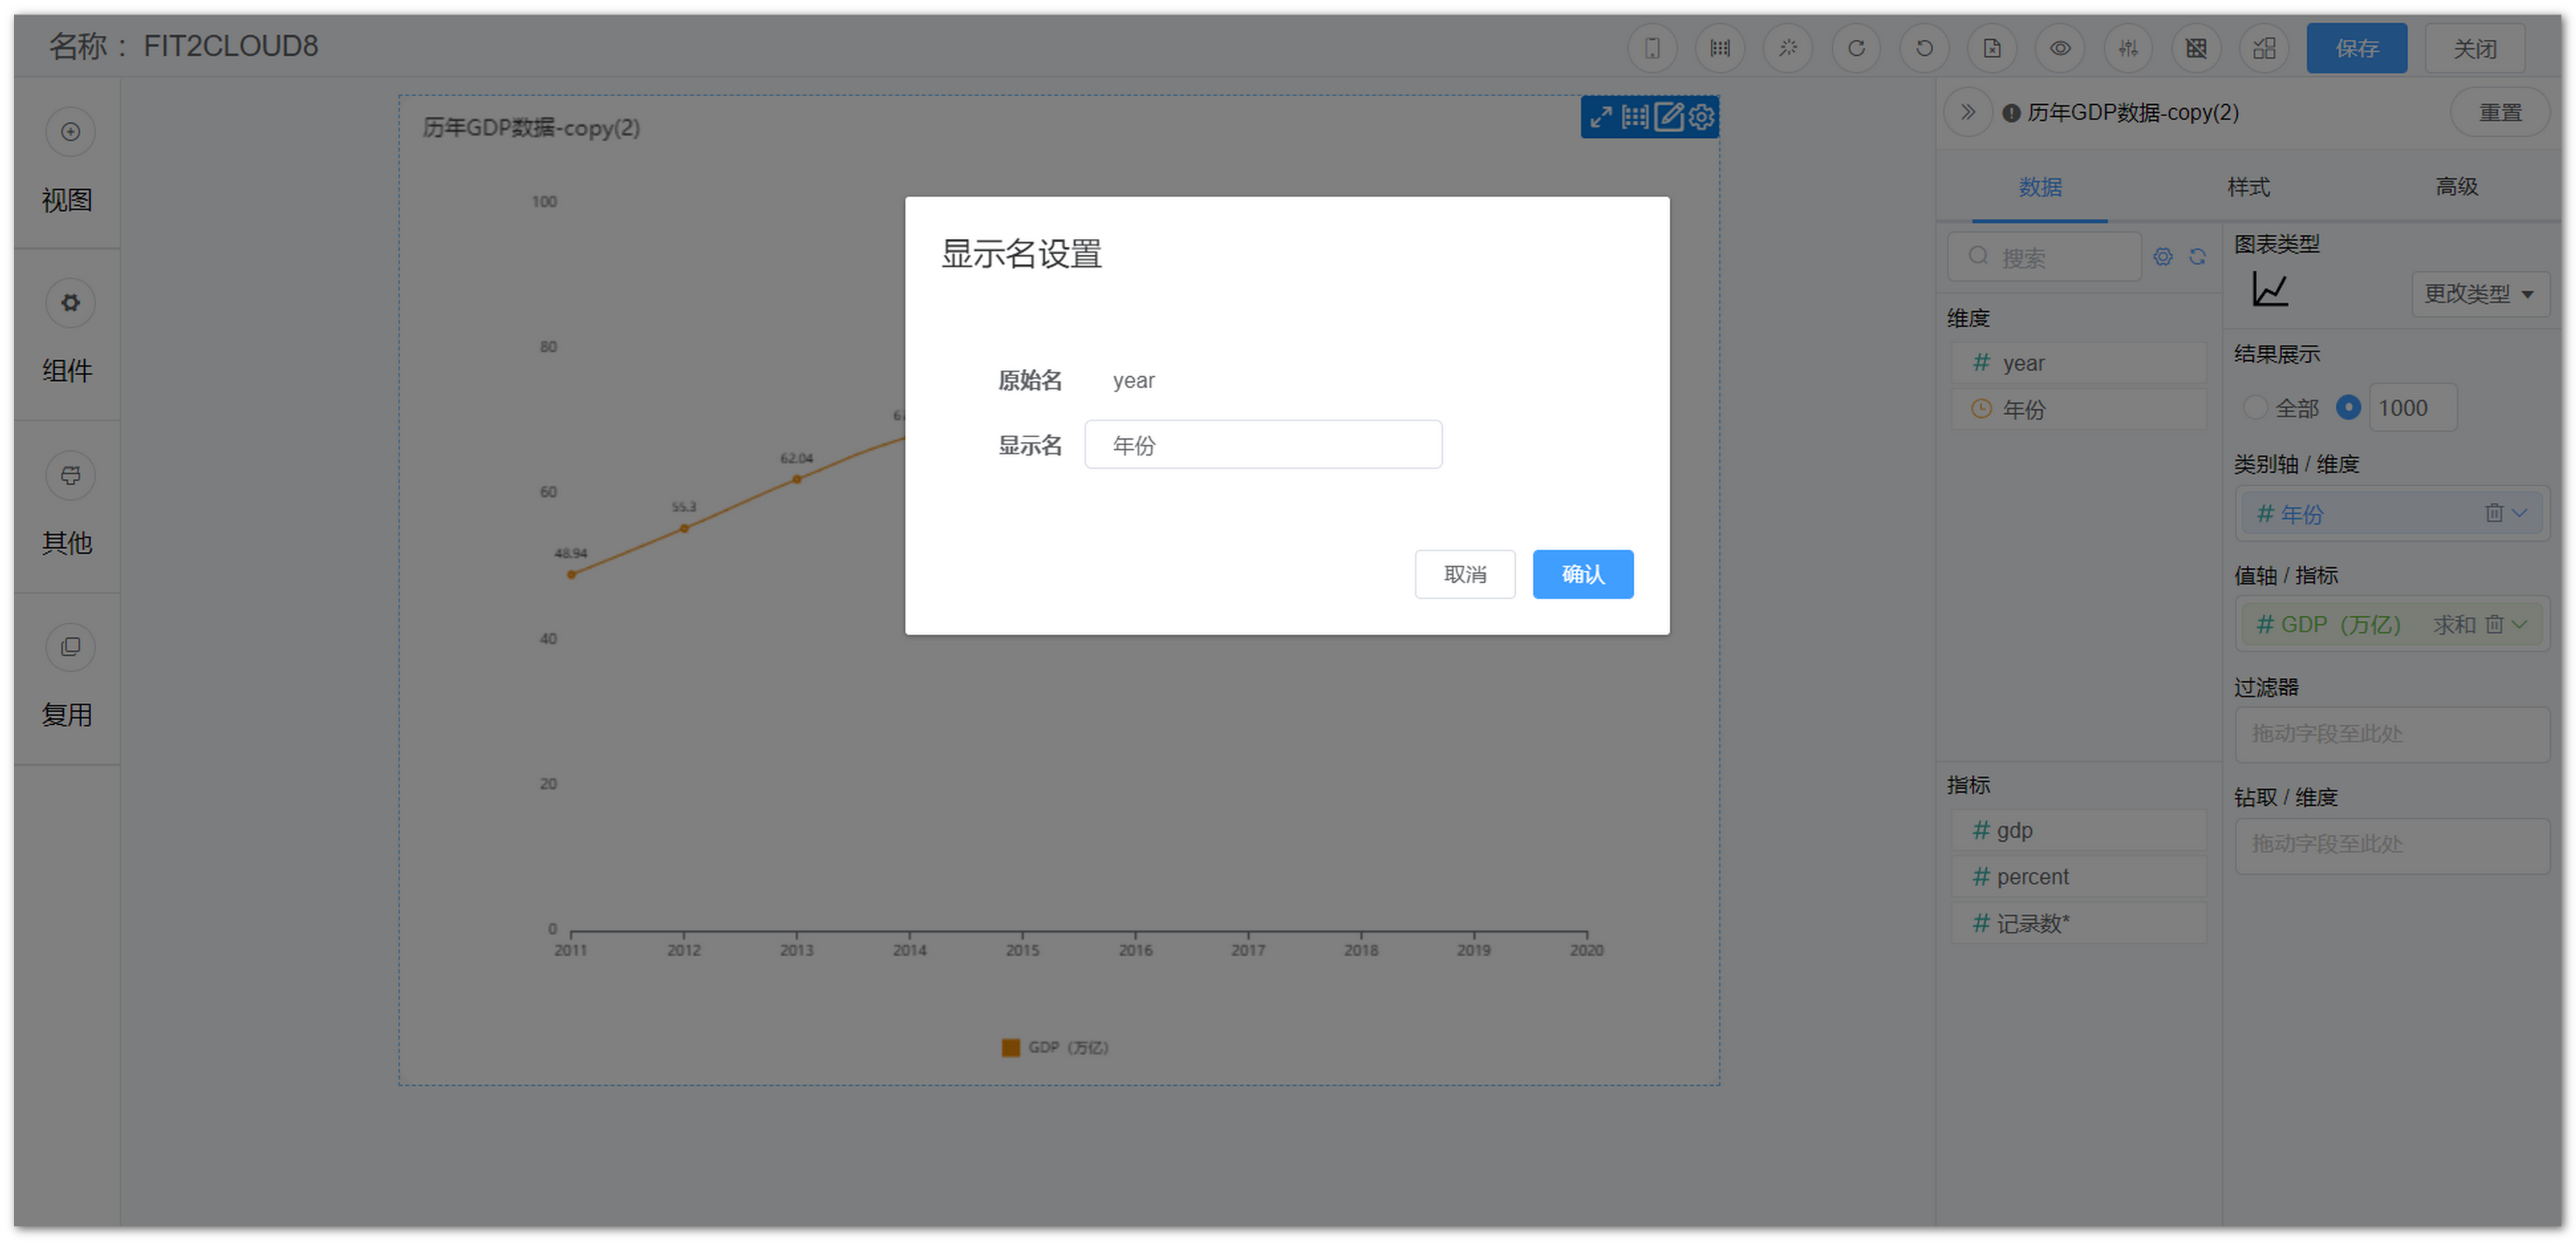 名称： FIT2CLOUD8
保存
关闭
视图
组件
其他
复用
历年GDP数据-copy(2)
100
80
60
40
20
0
48.94
55.3
62.04
2011
2012
2013
2014
2015
2016
2017
2018
2019
2020
GDP（万亿）
显示名设置
原始名 year
显示名 年份
取消
确认
历年GDP数据-copy(2)
重置
数据
样式
高级
搜索
维度
# year
年份
指标
# gdp
# percent
# 记录数*
图表类型
更改类型
结果展示
全部 1000
类别轴 / 维度
# 年份
值轴 / 指标
# GDP（万亿） 求和
过滤器
拖动字段至此处
钻取 / 维度
拖动字段至此处